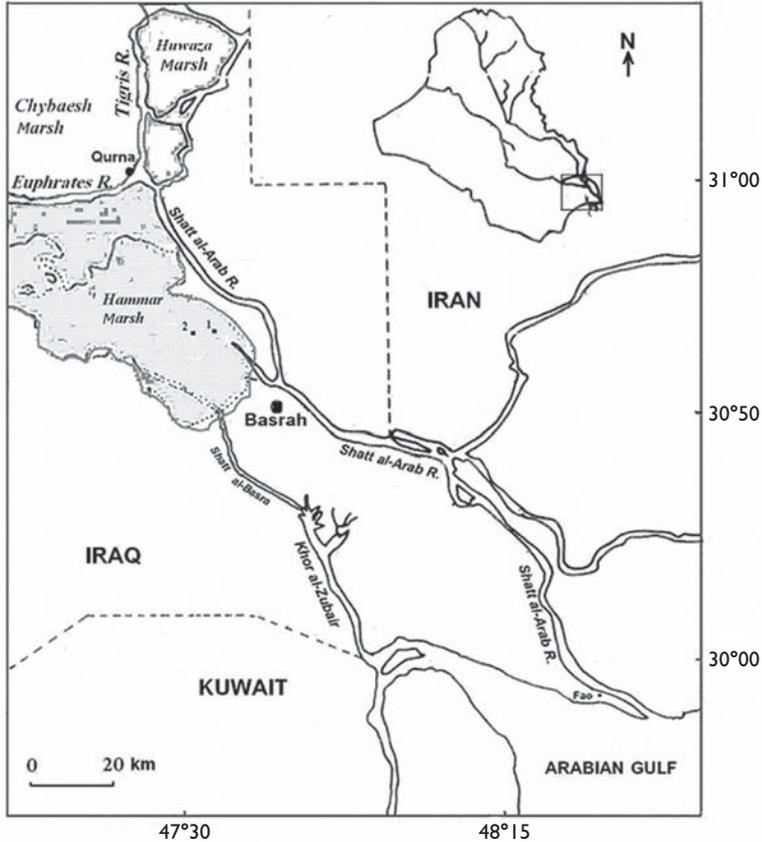 Huwaza
Marsh
N
Tigris R.
Chybaesh
Marsh
Qurna
Euphrates R.
31°00
Shatt al-Arab R.
IRAN
Hammar
Marsh
2 1
Basrah
30°50
Shatt al-Arab R.
Shatt al-Basra
IRAQ
Khor al-Zubair
Shatt al-Arab R.
30°00
KUWAIT
Fao
0 20 km
ARABIAN GULF
47°30 48°15